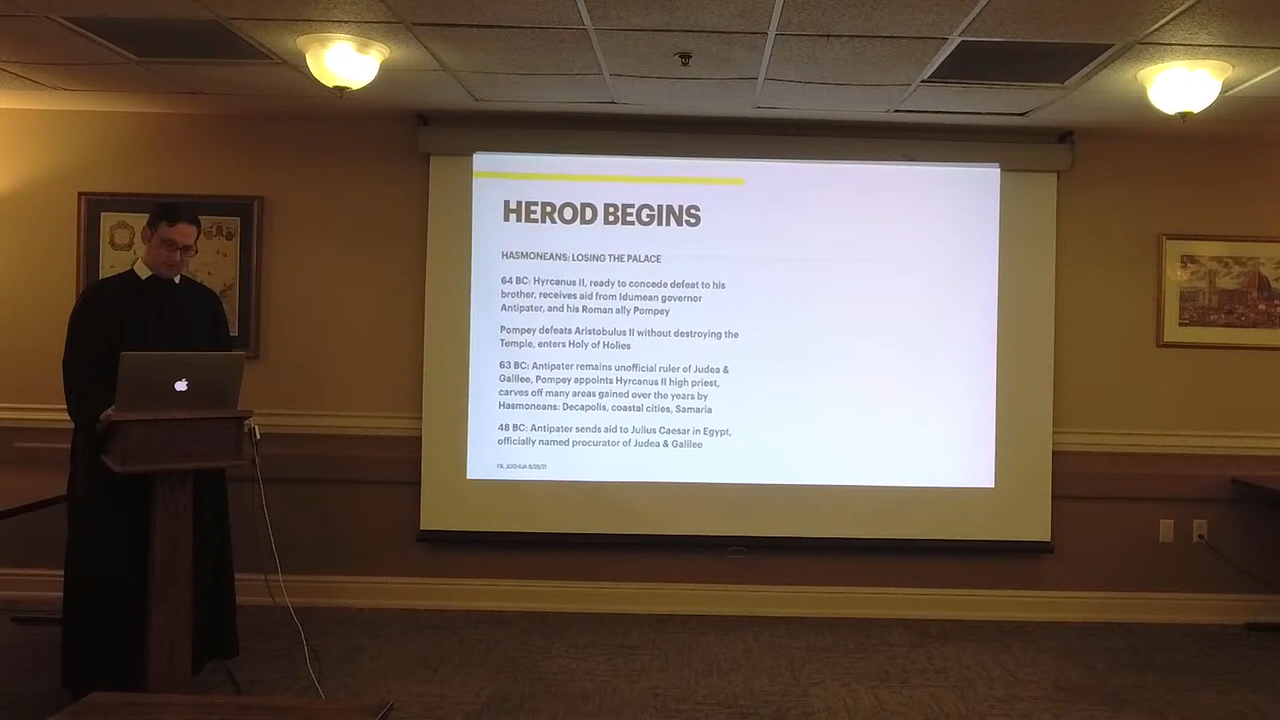 HEROD BEGINS
HASMONEANS: LOSING THE PALACE
64 BC: Hyrcanus II, ready to concede defeat to his
brother, receives aid from Idumean governor
Antipater, and his Roman ally Pompey
Pompey defeats Aristobulus II without destroying the
Temple, enters Holy of Holies
63 BC: Antipater remains unofficial ruler of Judea &
Galilee, Pompey appoints Hyrcanus II high priest,
carves off many areas gained over the years by
Hasmoneans: Decapolis, coastal cities, Samaria
48 BC: Antipater sends aid to Julius Caesar in Egypt,
officially named procurator of Judea & Galilee
FR. JOSHUA